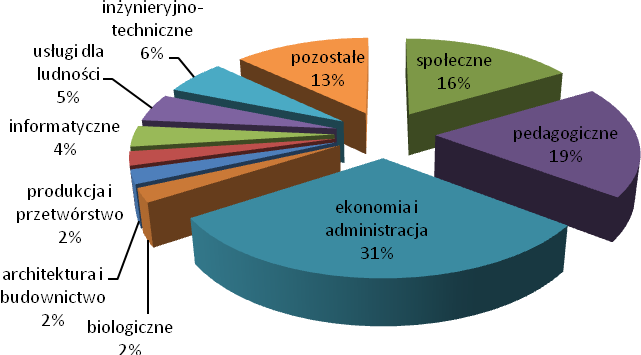 inżynieryjno-
techniczne
6%
usługi dla
ludności
5%
informatyczne
4%
produkcja i
przetwórstwo
2%
architektura i
budownictwo
2%
biologiczne
2%
pozostałe
13%
społeczne
16%
pedagogiczne
19%
ekonomia i
administracja
31%